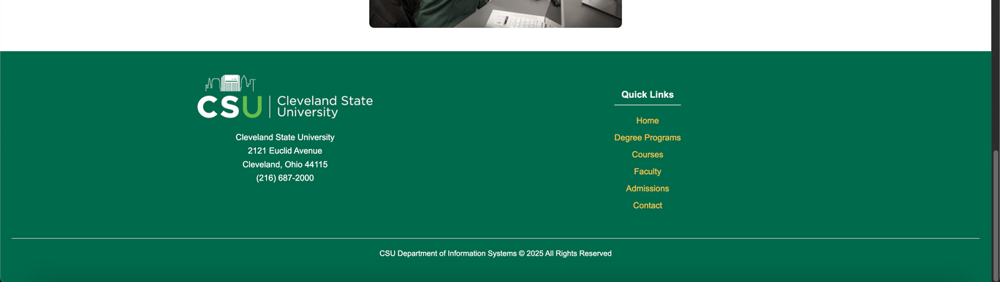 CSU
Cleveland State
University
Cleveland State University
2121 Euclid Avenue
Cleveland, Ohio 44115
(216) 687-2000
Quick Links
Home
Degree Programs
Courses
Faculty
Admissions
Contact
CSU Department of Information Systems © 2025 All Rights Reserved